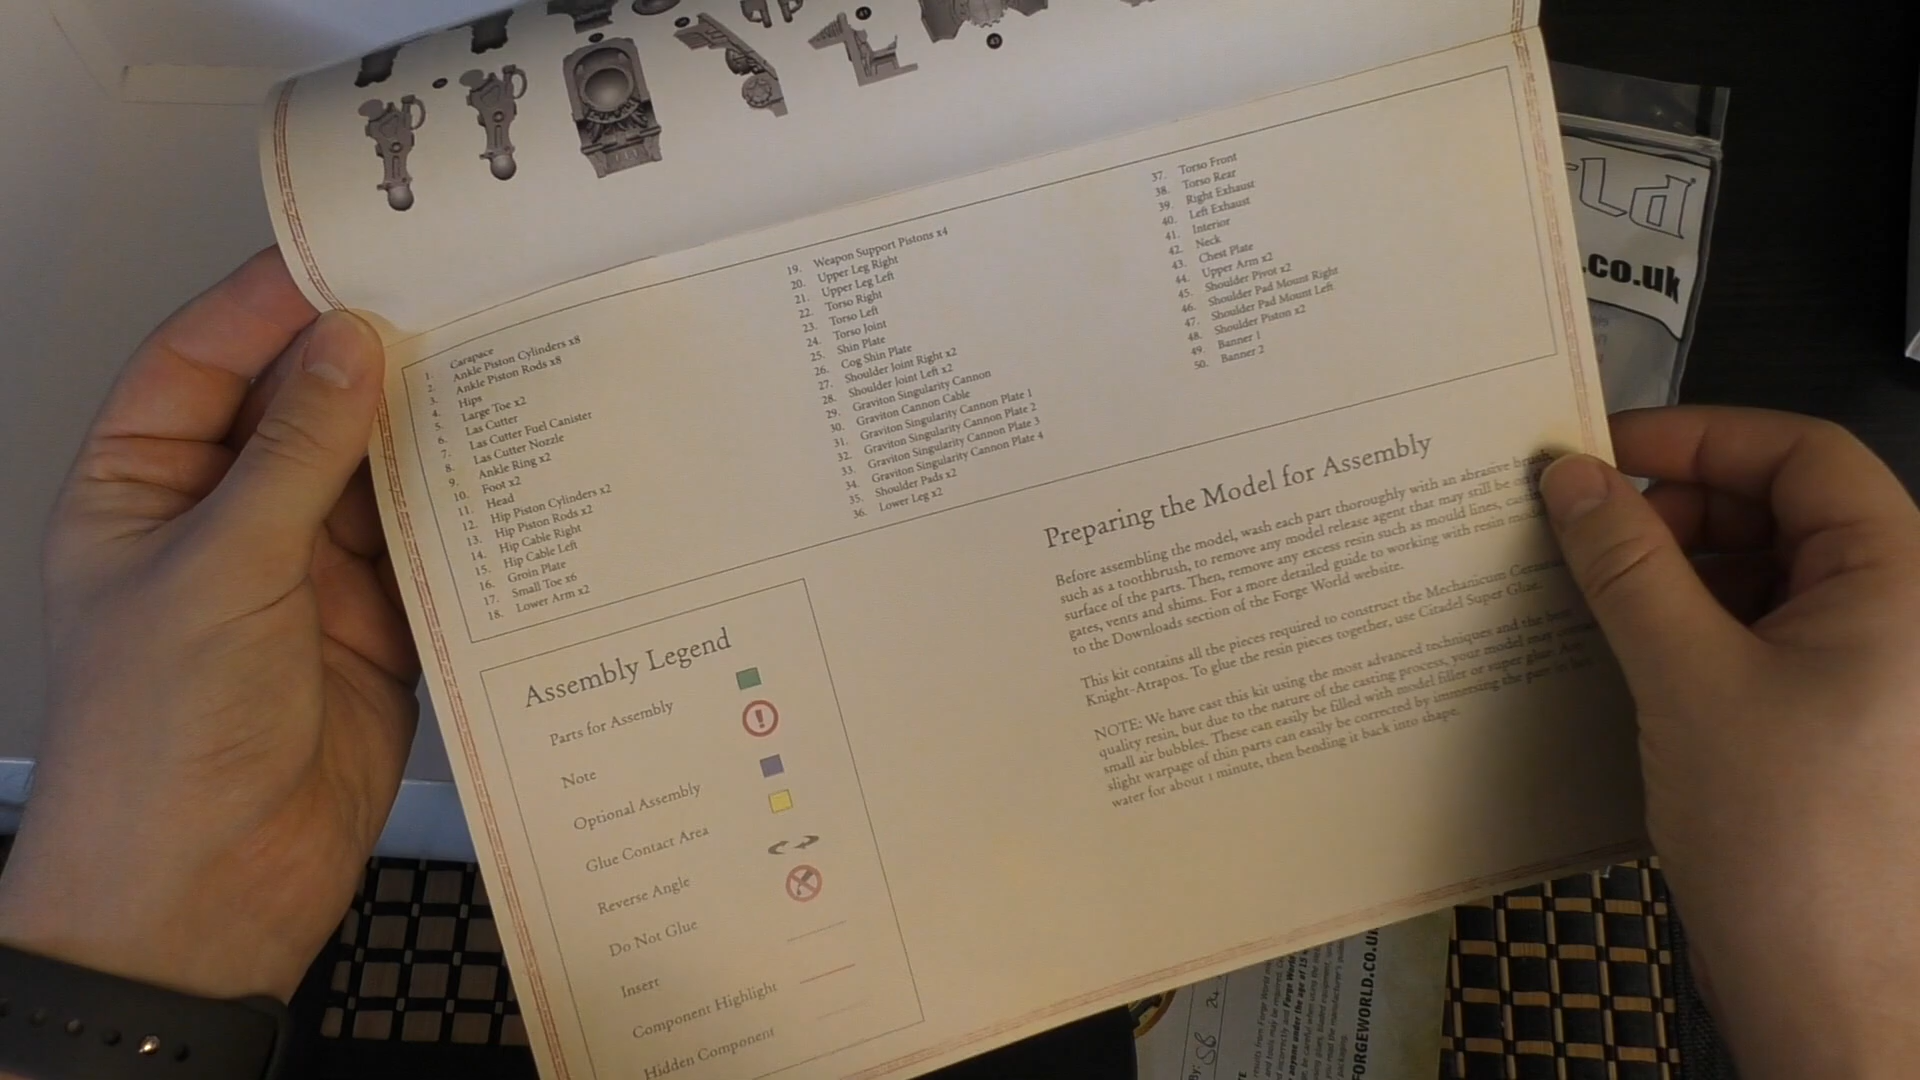 43
1. Carapace
2. Ankle Piston Cylinders x8
3. Ankle Piston Rods x8
4. Hips
5. Large Toe x2
6. Las Cutter
7. Las Cutter Fuel Canister
8. Las Cutter Nozzle
9. Ankle Ring x2
10. Foot x2
11. Head
12. Hip Piston Cylinders x2
13. Hip Piston Rods x2
14. Hip Cable Right
15. Hip Cable Left
16. Groin Plate
17. Small Toe x6
18. Lower Arm x2
19. Weapon Support Pistons x4
20. Upper Leg Right
21. Upper Leg Left
22. Torso Right
23. Torso Left
24. Torso Joint
25. Shin Plate
26. Cog Shin Plate
27. Shoulder Joint Right x2
28. Shoulder Joint Left x2
29. Graviton Singularity Cannon
30. Graviton Cannon Cable
31. Graviton Singularity Cannon Plate 1
32. Graviton Singularity Cannon Plate 2
33. Graviton Singularity Cannon Plate 3
34. Graviton Singularity Cannon Plate 4
35. Shoulder Pads x2
36. Lower Leg x2
37. Torso Front
38. Torso Rear
39. Right Exhaust
40. Left Exhaust
41. Interior
42. Neck
43. Chest Plate
44. Upper Arm x2
45. Shoulder Pivot x2
46. Shoulder Pad Mount Right
47. Shoulder Pad Mount Left
48. Shoulder Piston x2
49. Banner 1
50. Banner 2
Assembly Legend
Parts for Assembly
Note
Optional Assembly
Glue Contact Area
Reverse Angle
Do Not Glue
Insert
Component Highlight
Hidden Component
Preparing the Model for Assembly
Before assembling the model, wash each part thoroughly with an abrasive brush,
such as a toothbrush, to remove any model release agent that may still be on
surface of the parts. Then, remove any excess resin such as mould lines,
gates, vents and shims. For a more detailed guide to working with resin
to the Downloads section of the Forge World website.
This kit contains all the pieces required to construct the Mechanicum
Knight-Atrapos. To glue the resin pieces together, use Citadel Super Glue.
NOTE: We have cast this kit using the most advanced techniques and the
quality resin, but due to the nature of the casting process, your model may
small air bubbles. These can easily be filled with model filler or super glue.
slight warpage of thin parts can easily be corrected by immersing the part in
water for about 1 minute, then bending it back into shape.
.co.uk
FORGEWORLD.CO.U